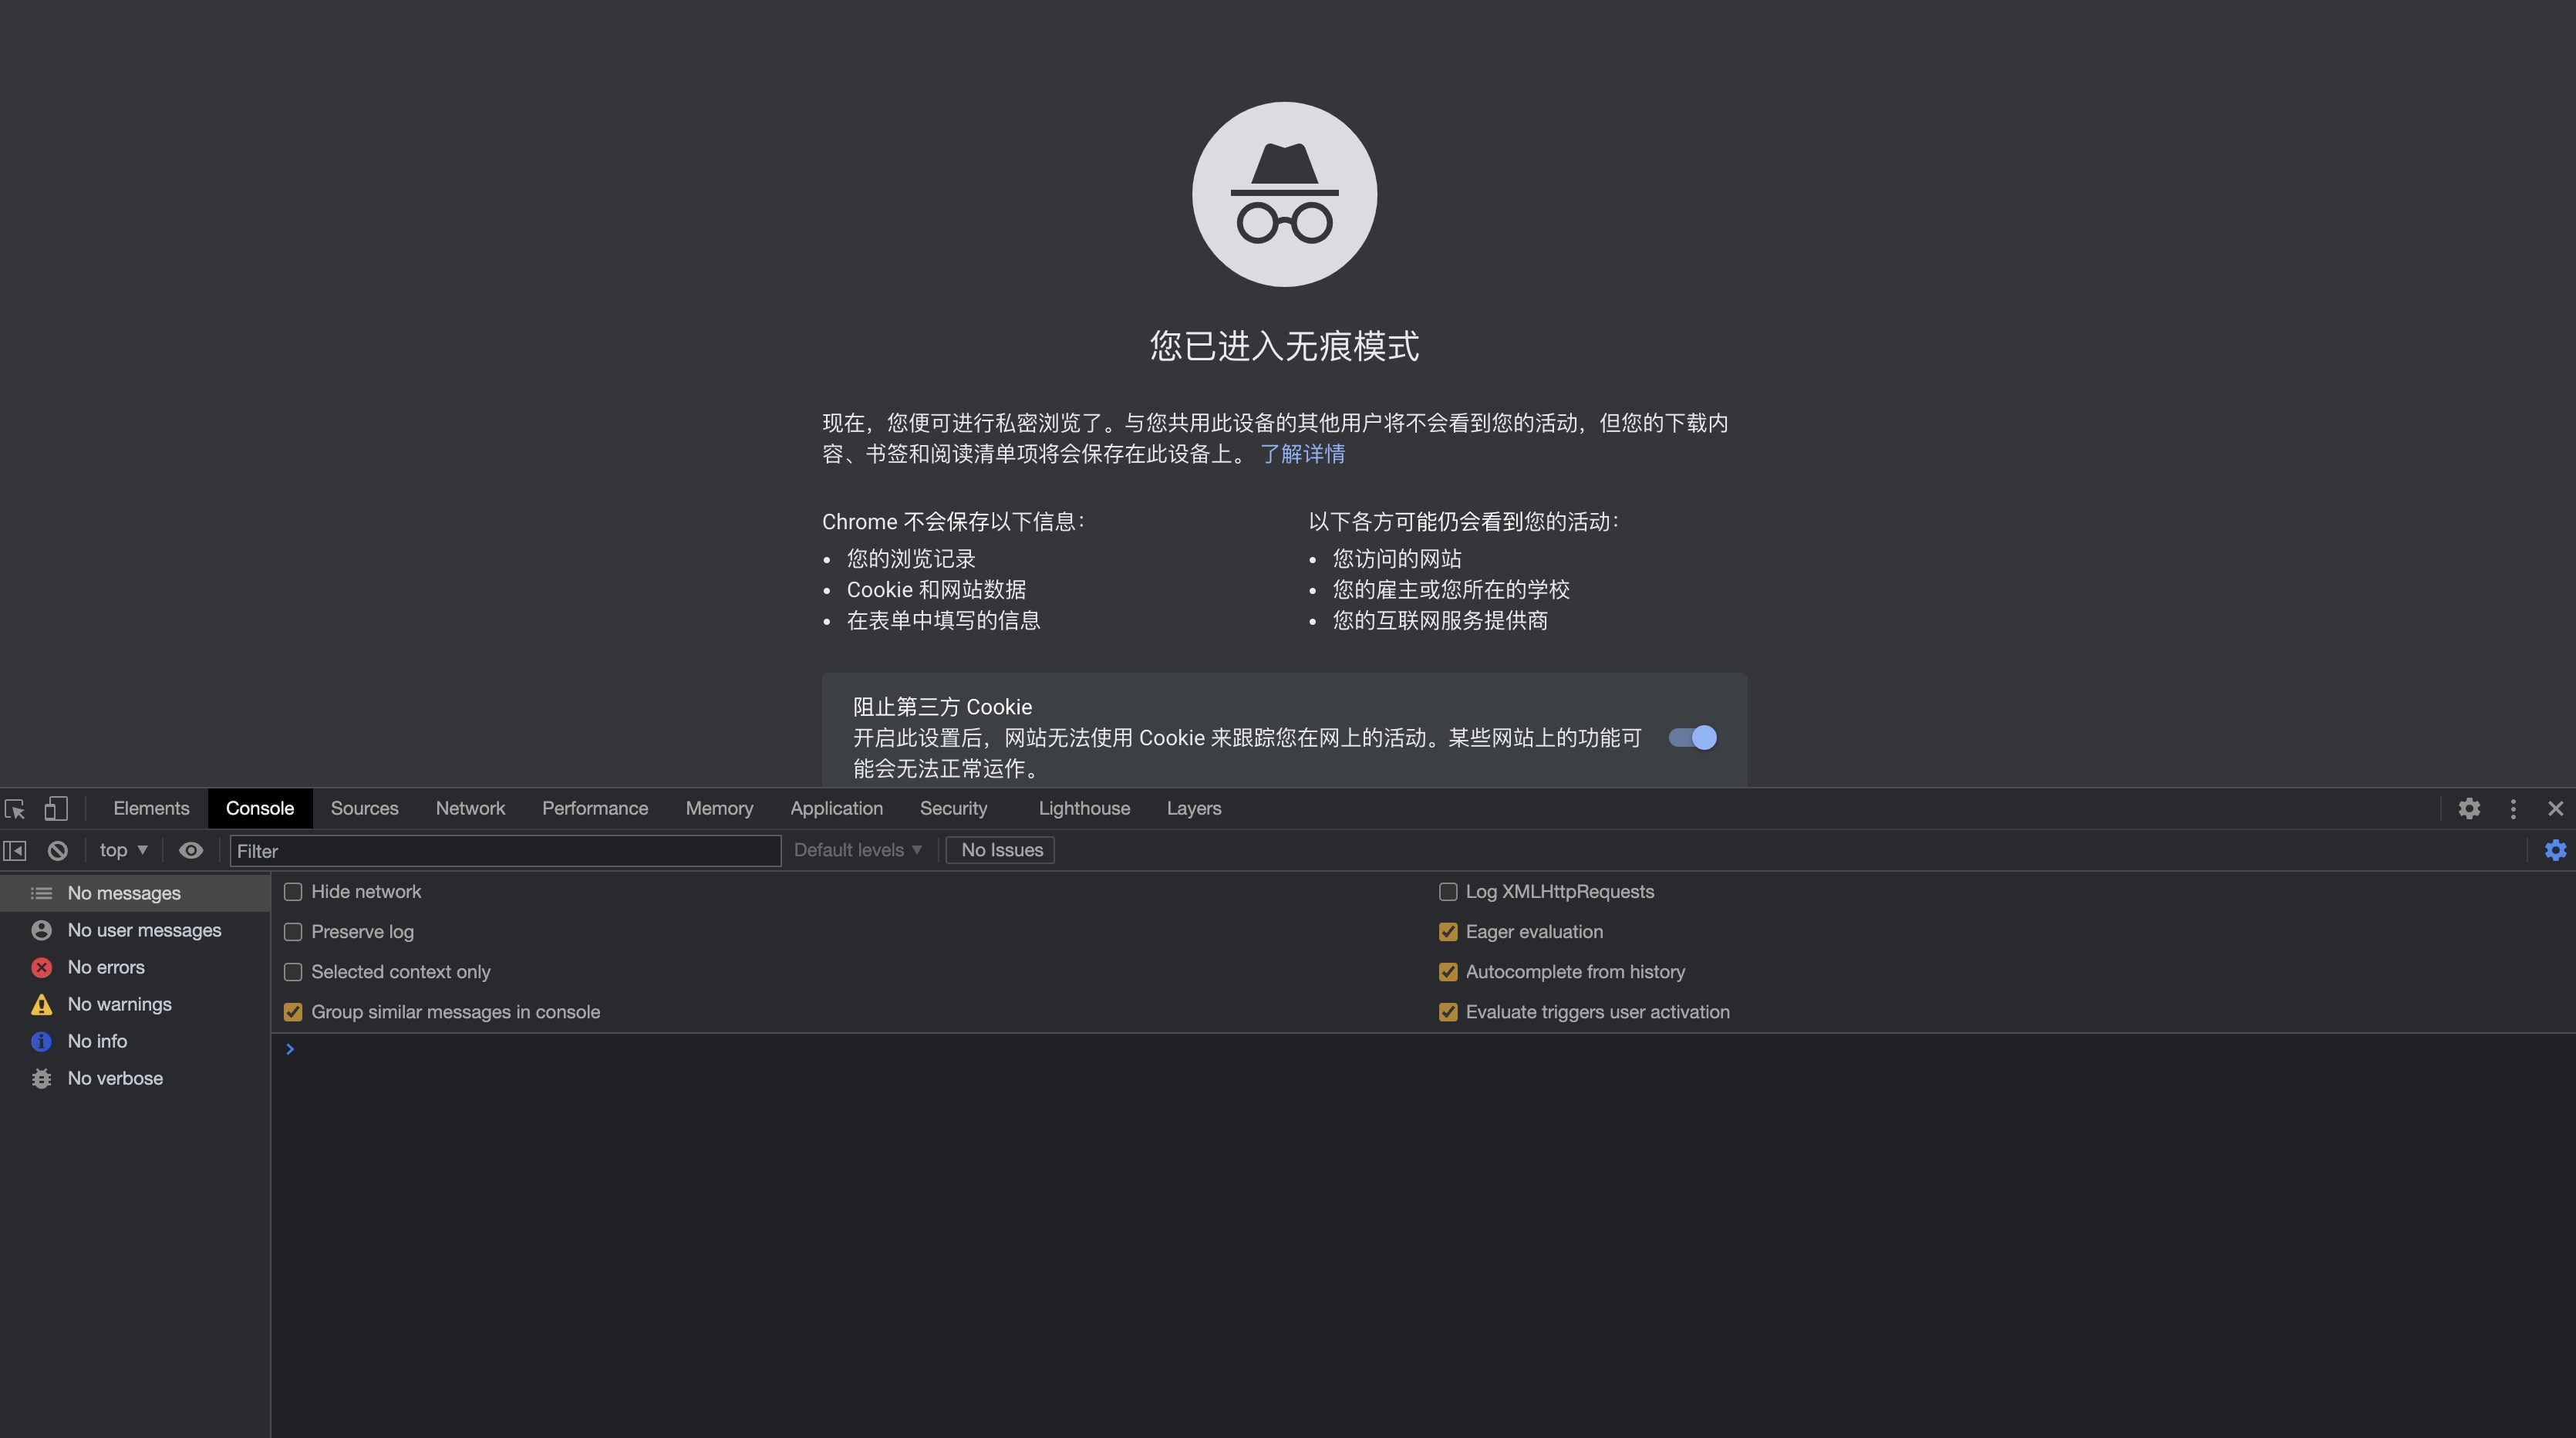 您已进入无痕模式
现在，您便可进行私密浏览了。与您共用此设备的其他用户将不会看到您的活动，但您的下载内
容、书签和阅读清单项将会保存在此设备上。 了解详情
Chrome 不会保存以下信息：
您的浏览记录
Cookie 和网站数据
在表单中填写的信息
以下各方可能仍会看到您的活动：
您访问的网站
您的雇主或您所在的学校
您的互联网服务提供商
阻止第三方 Cookie
开启此设置后，网站无法使用 Cookie 来跟踪您在网上的活动。某些网站上的功能可
能会无法正常运作。
Elements Console Sources Network Performance Memory Application Security Lighthouse Layers
top Filter Default levels No Issues
No messages
No user messages
No errors
No warnings
No info
No verbose
Hide network
Preserve log
Selected context only
Group similar messages in console
Log XMLHttpRequests
Eager evaluation
Autocomplete from history
Evaluate triggers user activation